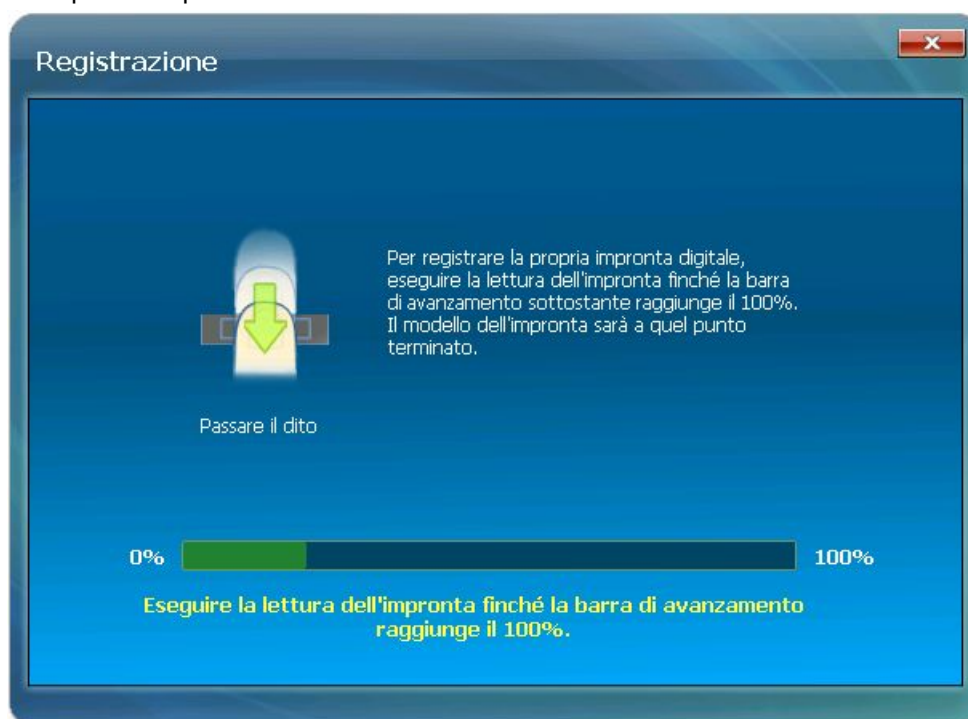 Registrazione
Per registrare la propria impronta digitale,
eseguire la lettura dell'impronta finché la barra
di avanzamento sottostante raggiunge il 100%.
Il modello dell'impronta sarà a quel punto
terminato.
Passare il dito
0%
100%
Eseguire la lettura dell'impronta finché la barra di avanzamento
raggiunge il 100%.